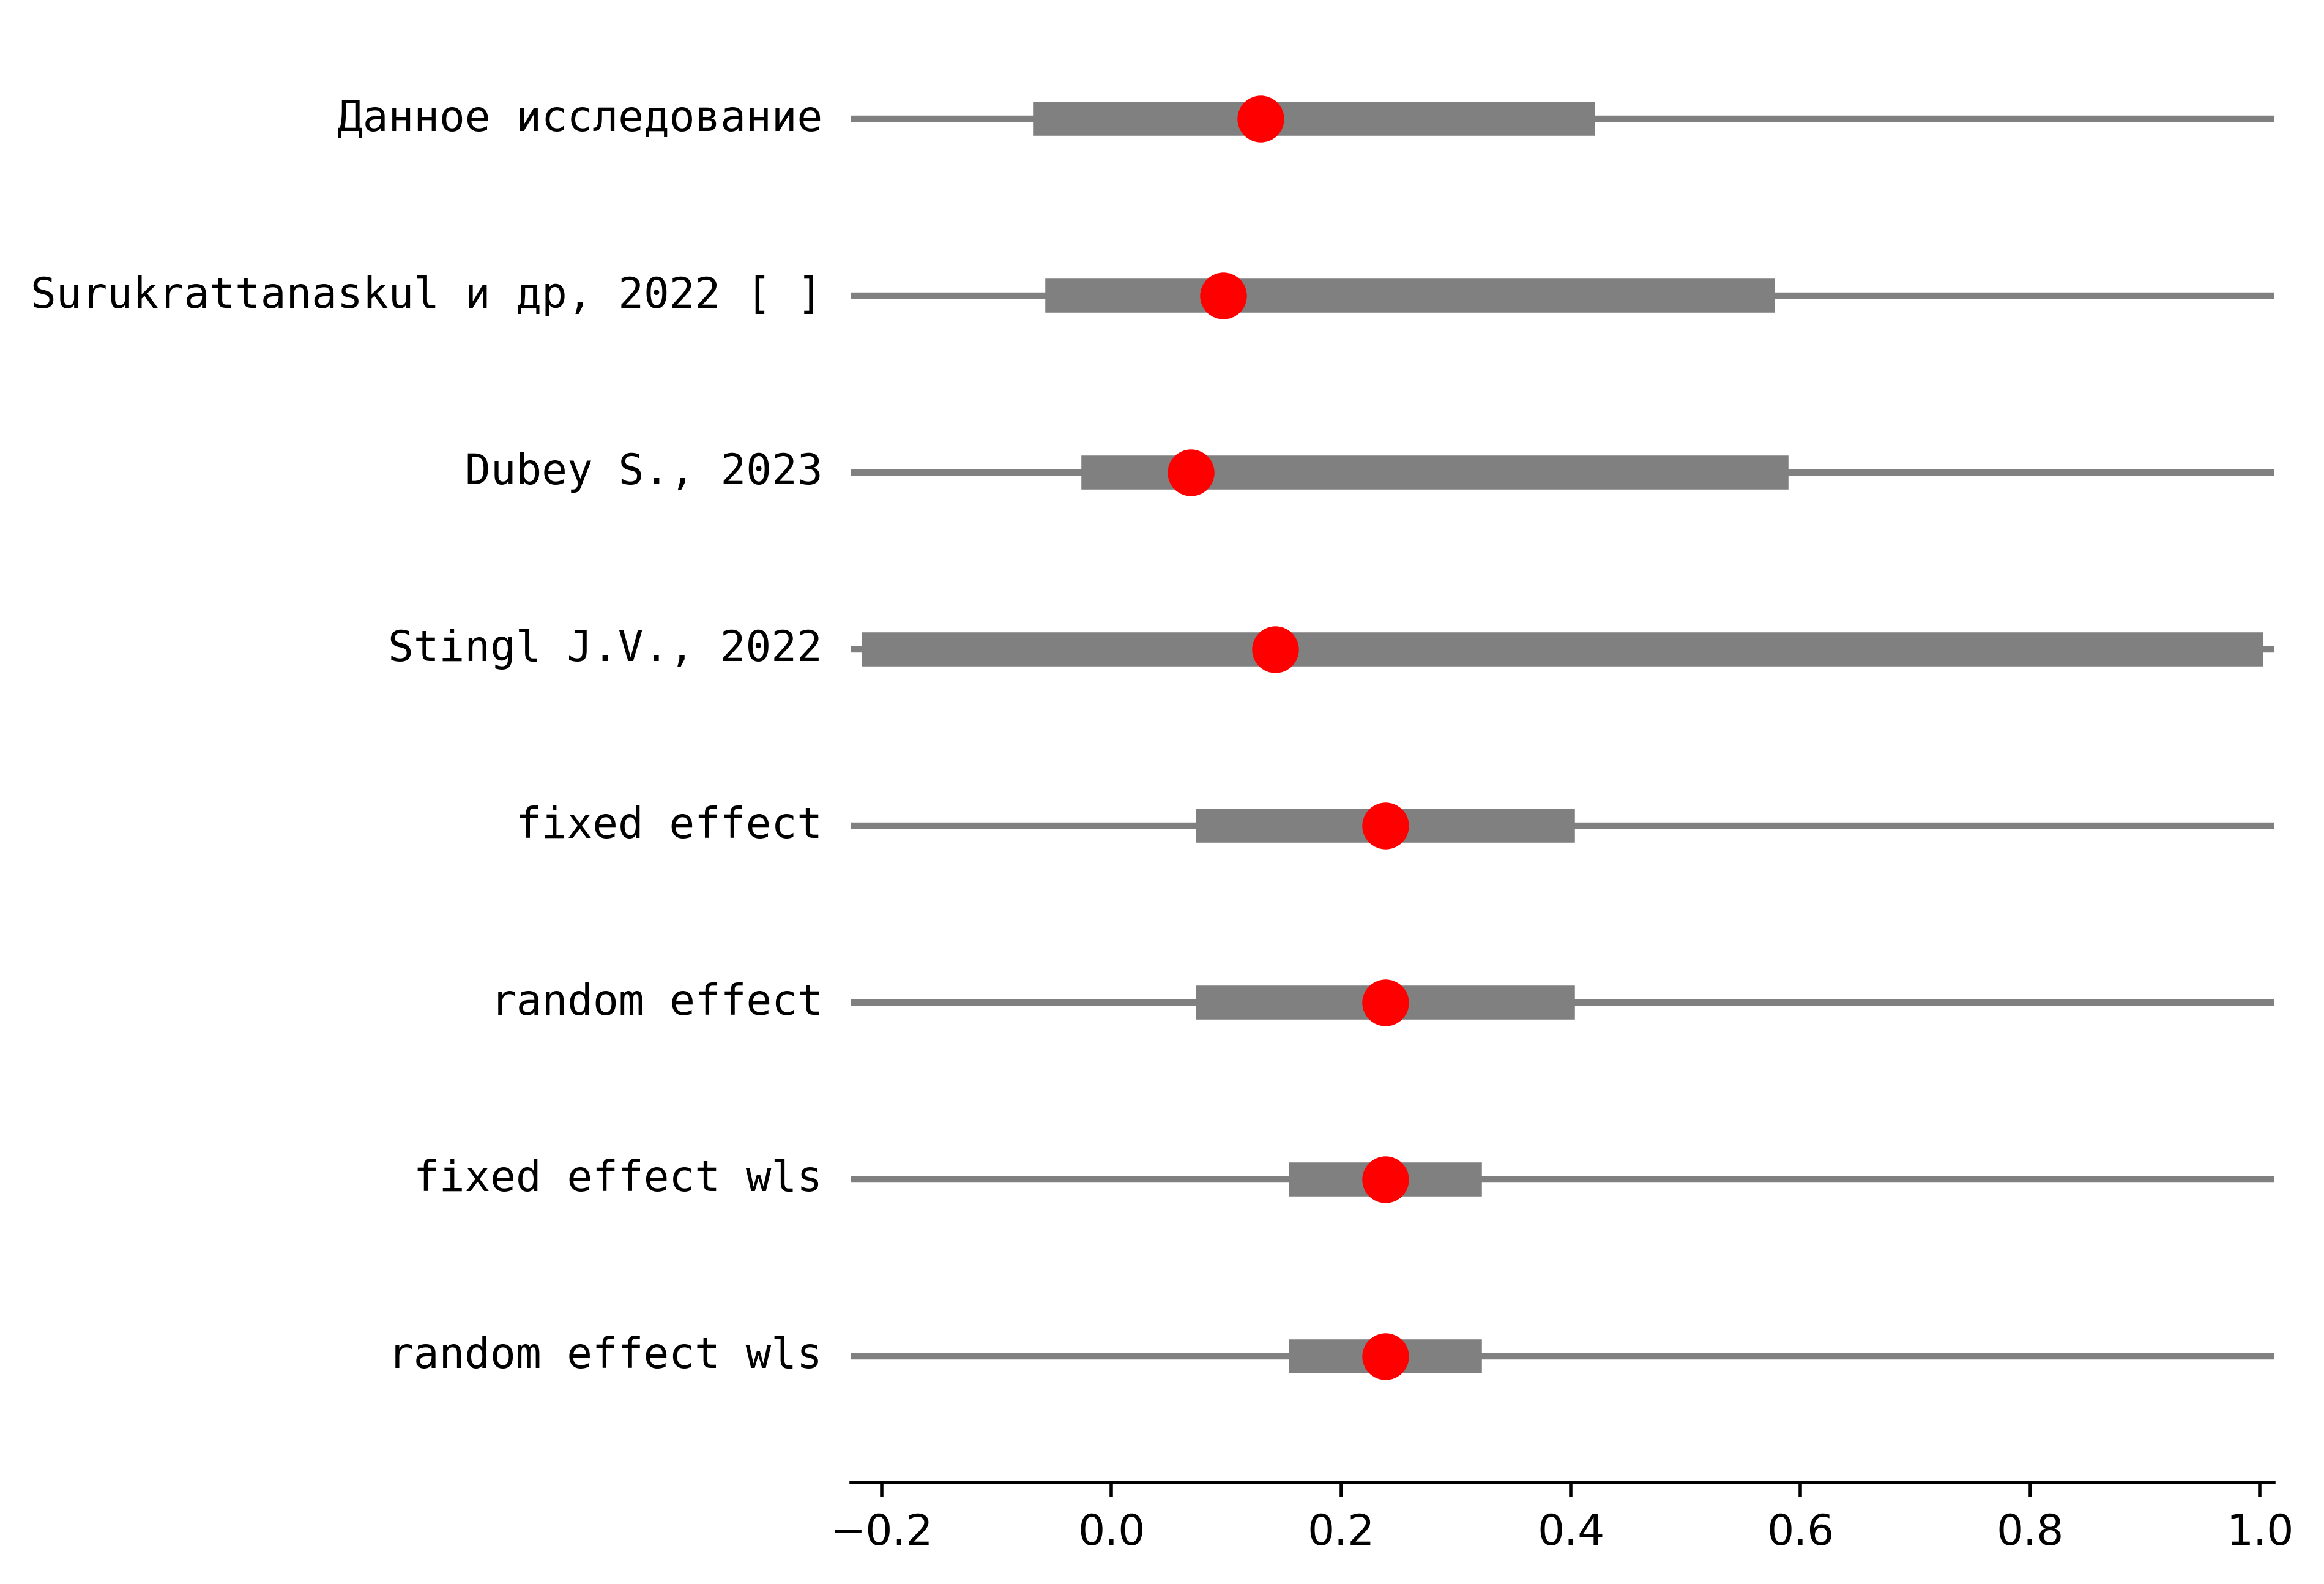 Данное исследование
Surukrattanaskul и др, 2022 [ ]
Dubey S., 2023
Stingl J.V., 2022
fixed effect
random effect
fixed effect wls
random effect wls
−0.2 0.0 0.2 0.4 0.6 0.8 1.0